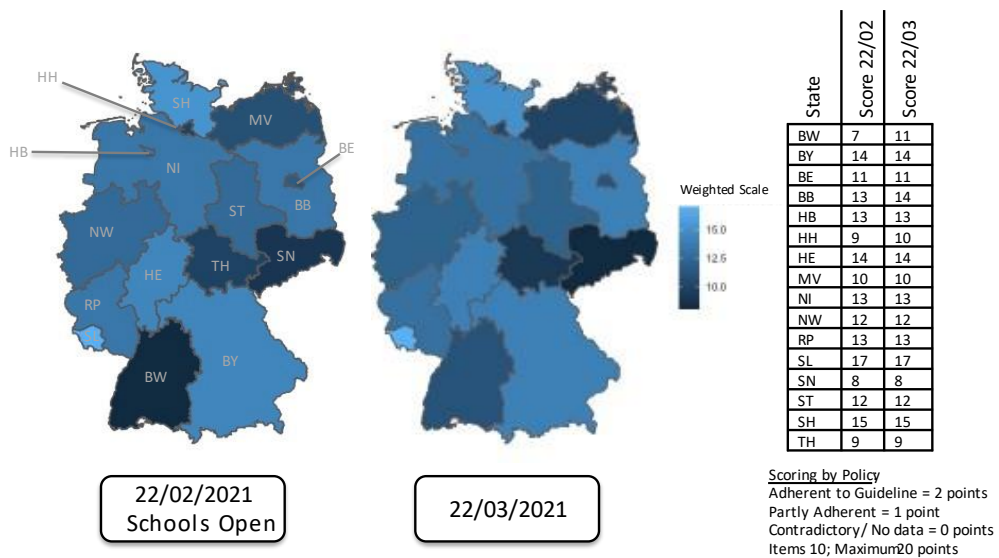 HH
SH
MV
HB
NI
BE
BB
ST
NW
SN
TH
HE
RP
SL
BW
BY
22/02/2021
Schools Open
22/03/2021
Weighted Scale
15.0
12.5
10.0
State Score 22/02 Score 22/03
BW 7 11
BY 14 14
BE 11 11
BB 13 14
HB 13 13
HH 9 10
HE 14 14
MV 10 10
NI 13 13
NW 12 12
RP 13 13
SL 17 17
SN 8 8
ST 12 12
SH 15 15
TH 9 9
Scoring by Policy
Adherent to Guideline = 2 points
Partly Adherent = 1 point
Contradictory/ No data = 0 points
Items 10; Maximum20 points